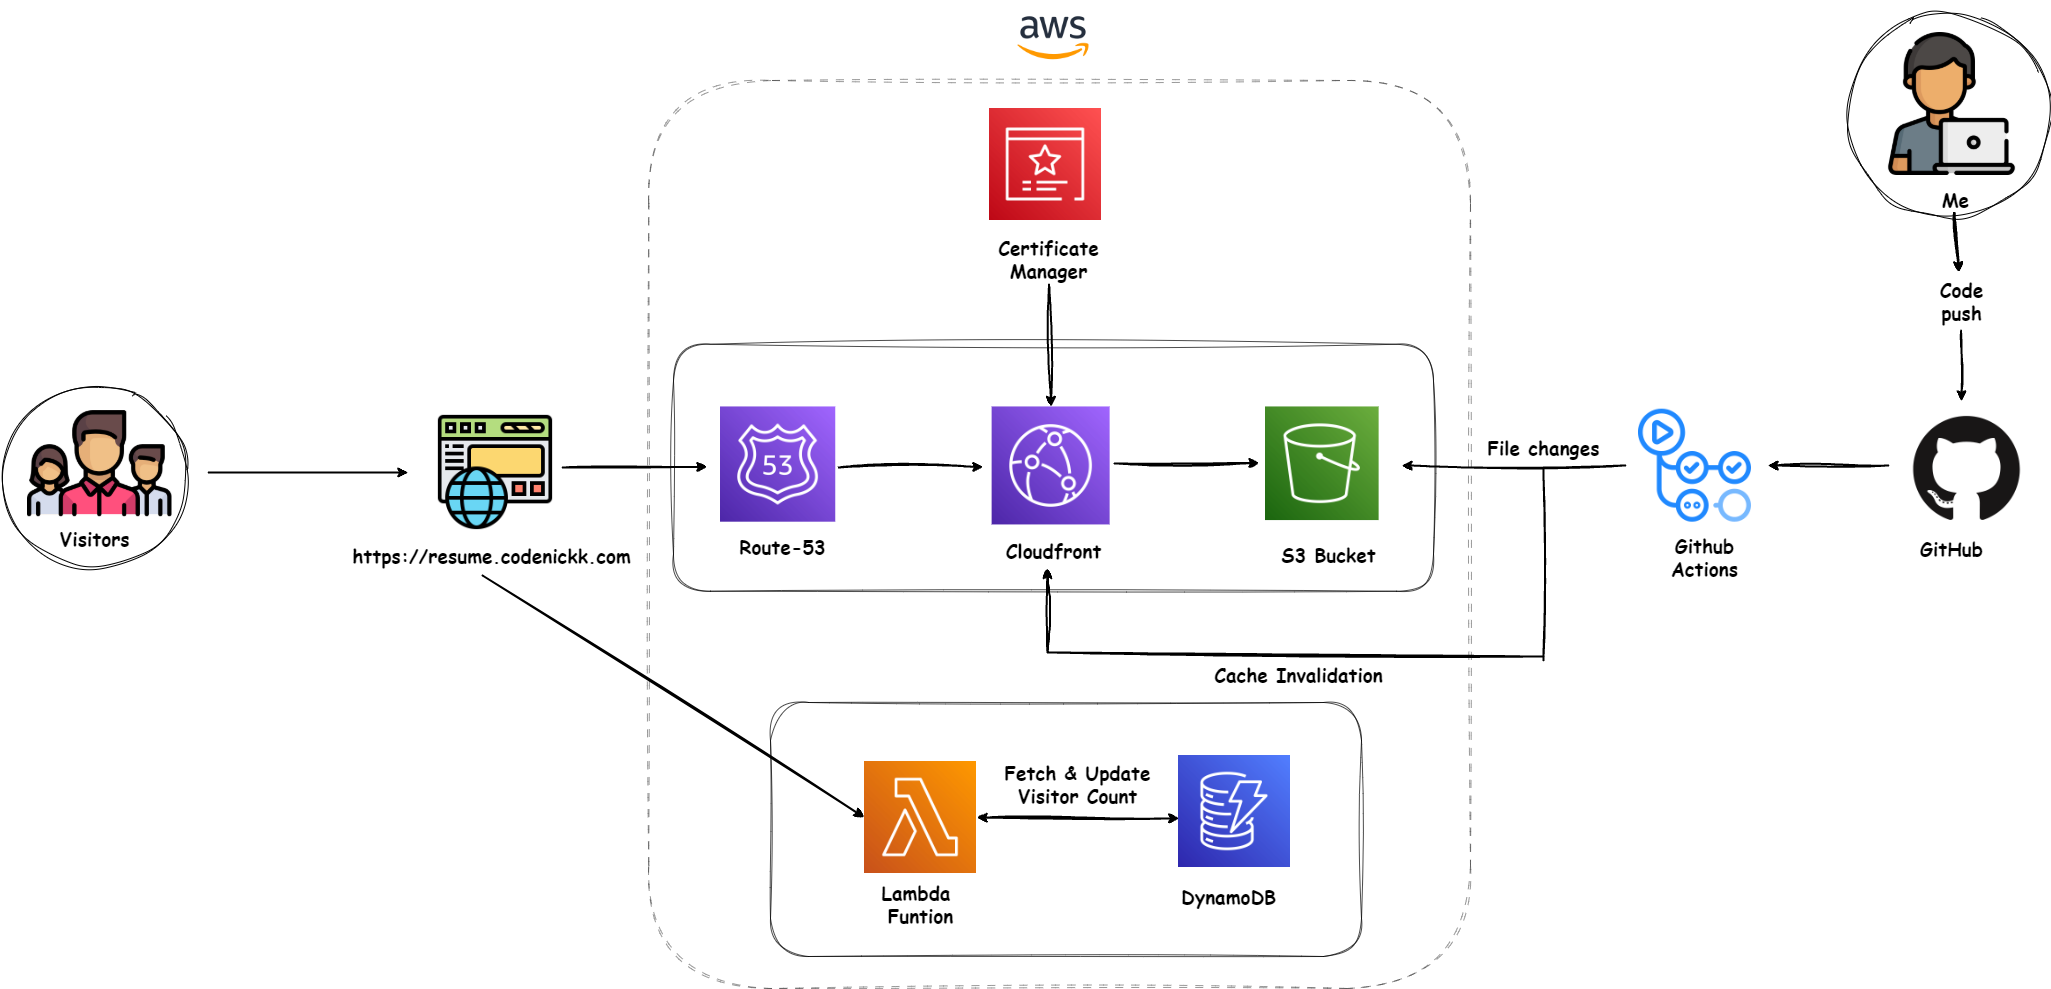 aws
Me
Certificate
Manager
Code
push
File changes
53
Visitors
https://resume.codenickk.com
Route-53
Cloudfront
S3 Bucket
Github
Actions
GitHub
Cache Invalidation
Fetch & Update
Visitor Count
Lambda
Funtion
DynamoDB